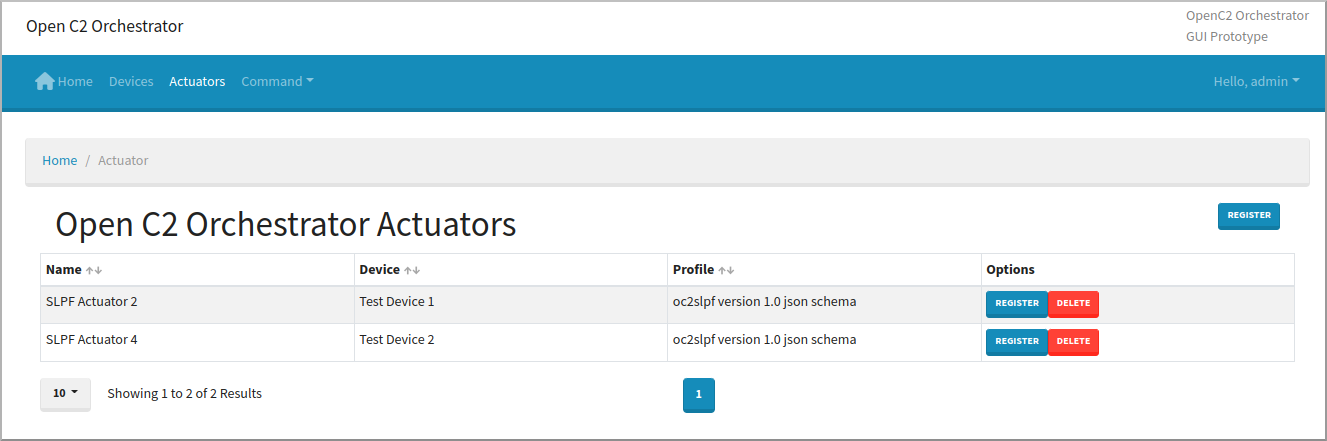 Open C2 Orchestrator
OpenC2 Orchestrator
GUI Prototype
Home Devices Actuators Command Hello, admin
Home / Actuator
Open C2 Orchestrator Actuators REGISTER
Name Device Profile Options
SLPF Actuator 2 Test Device 1 oc2slpf version 1.0 json schema REGISTER DELETE
SLPF Actuator 4 Test Device 2 oc2slpf version 1.0 json schema REGISTER DELETE
10 Showing 1 to 2 of 2 Results 1